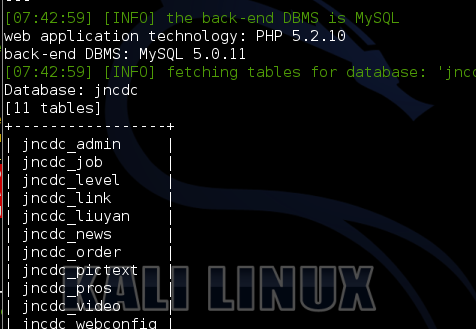 [07:42:59] [INFO] the back-end DBMS is MySQL
web application technology: PHP 5.2.10
back-end DBMS: MySQL 5.0.11
[07:42:59] [INFO] fetching tables for database: 'jncdc
Database: jncdc
[11 tables]
+-----------------+
| jncdc_admin |
| jncdc_job |
| jncdc_level |
| jncdc_link |
| jncdc_liuyan |
| jncdc_news |
| jncdc_order |
| jncdc_pictext |
| jncdc_pros |
| jncdc_video |
| jncdc_webconfig |
KALI LINUX